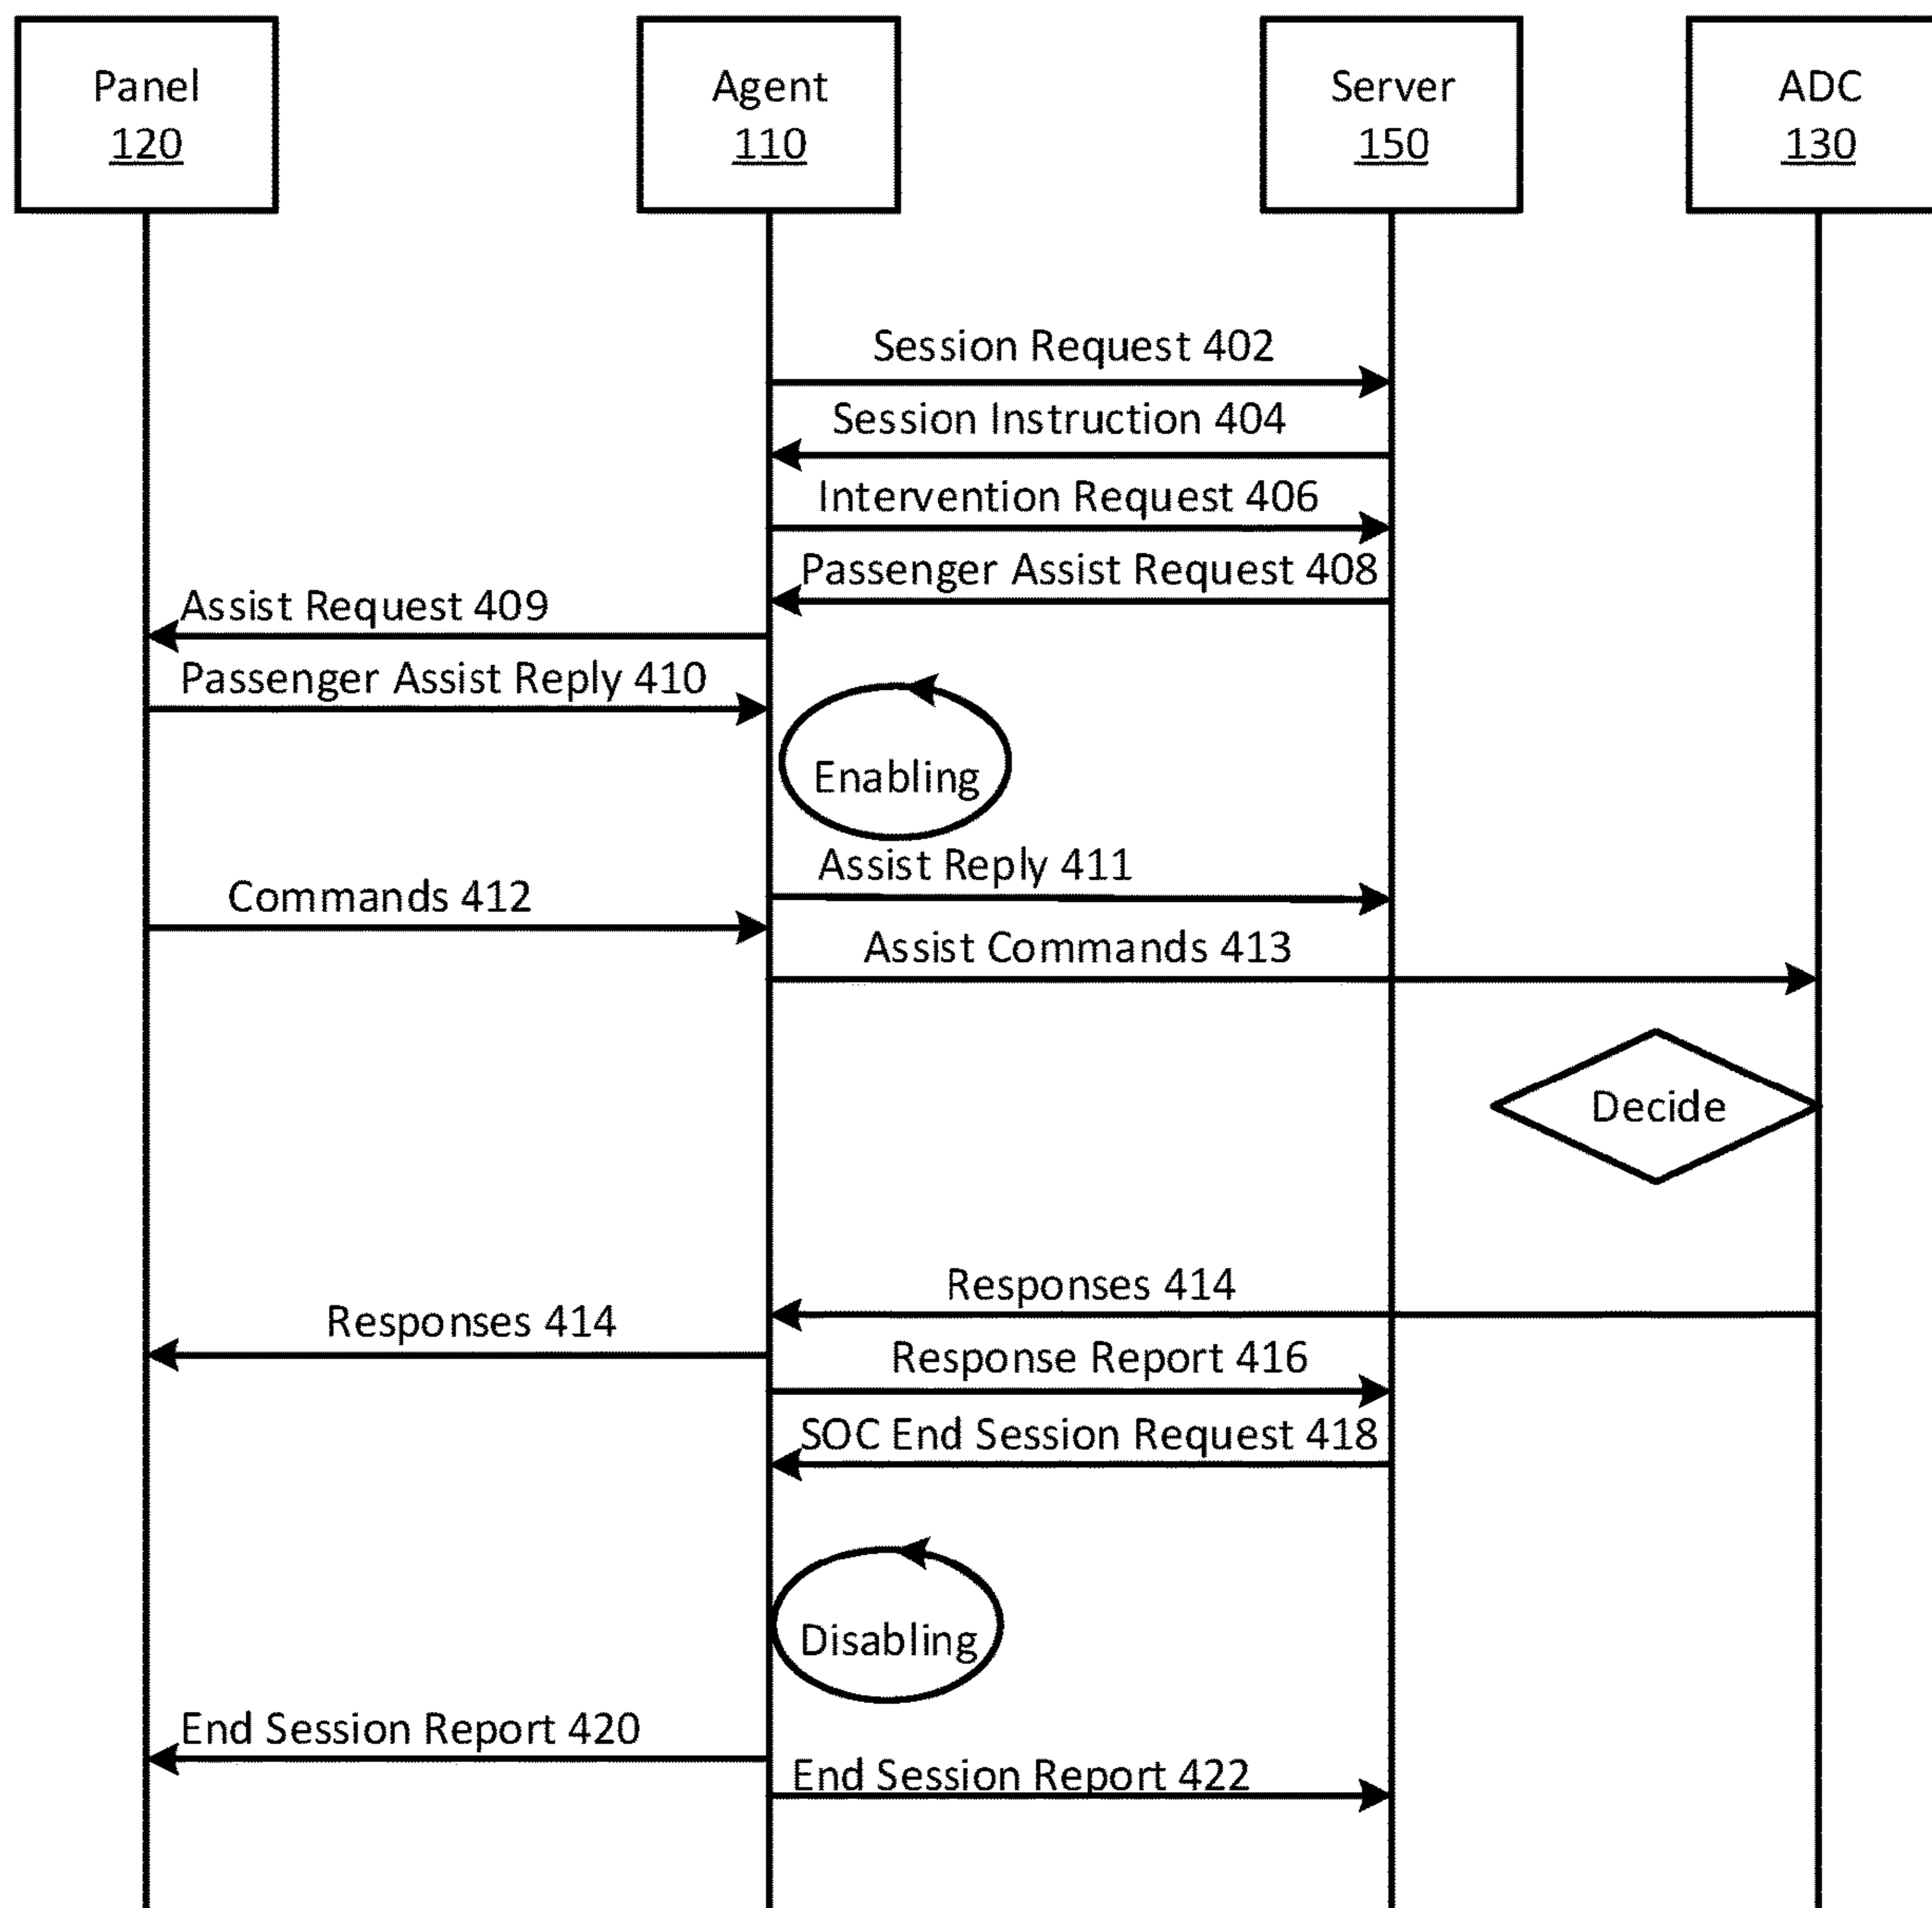 Panel
120
Agent
110
Server
150
ADC
130
Session Request 402
Session Instruction 404
Intervention Request 406
Passenger Assist Request 408
Assist Request 409
Passenger Assist Reply 410
Enabling
Assist Reply 411
Commands 412
Assist Commands 413
Decide
Responses 414
Responses 414
Response Report 416
SOC End Session Request 418
Disabling
End Session Report 420
End Session Report 422